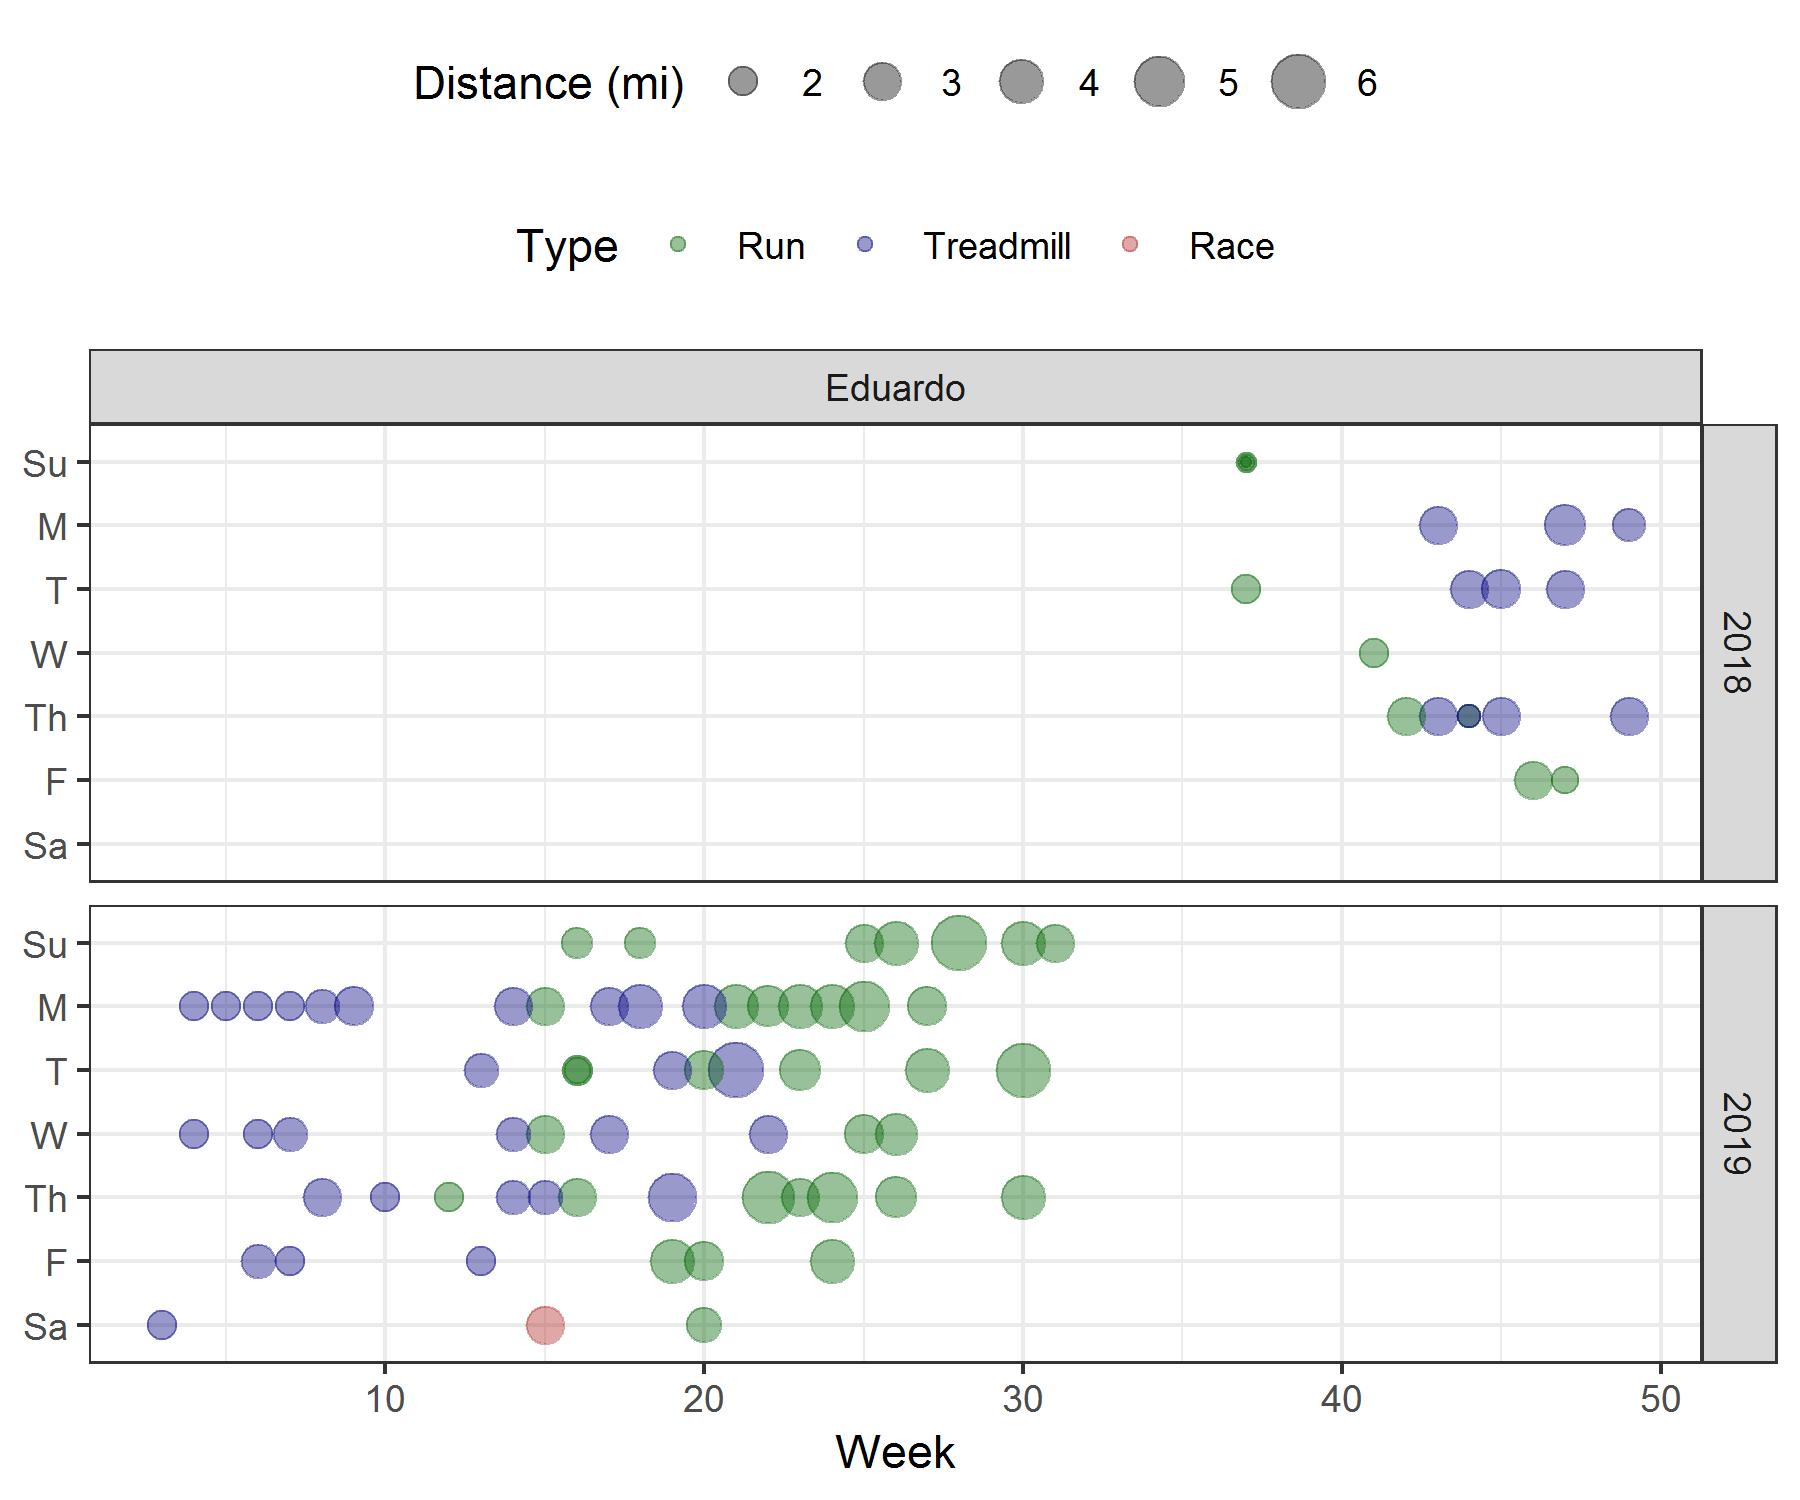 Distance (mi) 2 3 4 5 6
Type Run Treadmill Race
Eduardo
Su
M
T
W
Th
F
Sa
2018
Su
M
T
W
Th
F
Sa
2019
10 20 30 40 50
Week